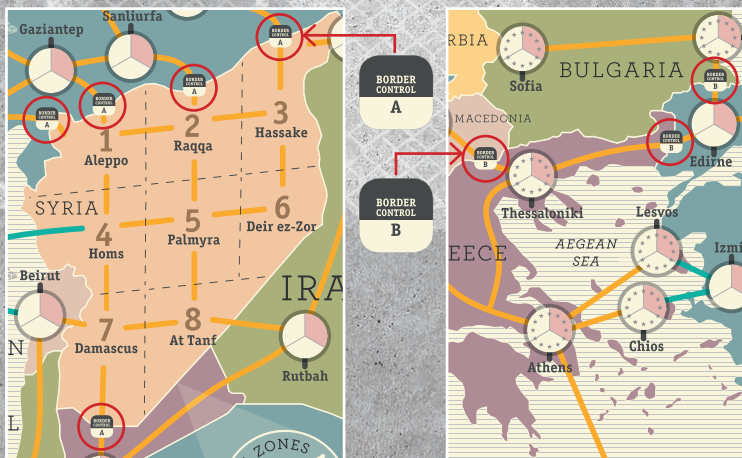 Sanliurfa
Gaziantep
BORDER
CONTROL
A
BORDER
CONTROL
A
BORDER
CONTROL
A
BORDER
CONTROL
A
1
Aleppo
2
Raqqa
3
Hassake
SYRIA
4
Homs
5
Palmyra
6
Deir ez-Zor
Beirut
IRA
N
7
Damascus
8
At Tanf
Rutbah
L
BORDER
CONTROL
A
ZONES
BORDER
CONTROL
A
BORDER
CONTROL
B
RBIA
Sofia
BULGARIA
BORDER
CONTROL
B
MACEDONIA
BORDER
CONTROL
B
BORDER
CONTROL
B
Edirne
Thessaloniki
Lesvos
EECE
AEGEAN
SEA
Izmi
Chios
Athens